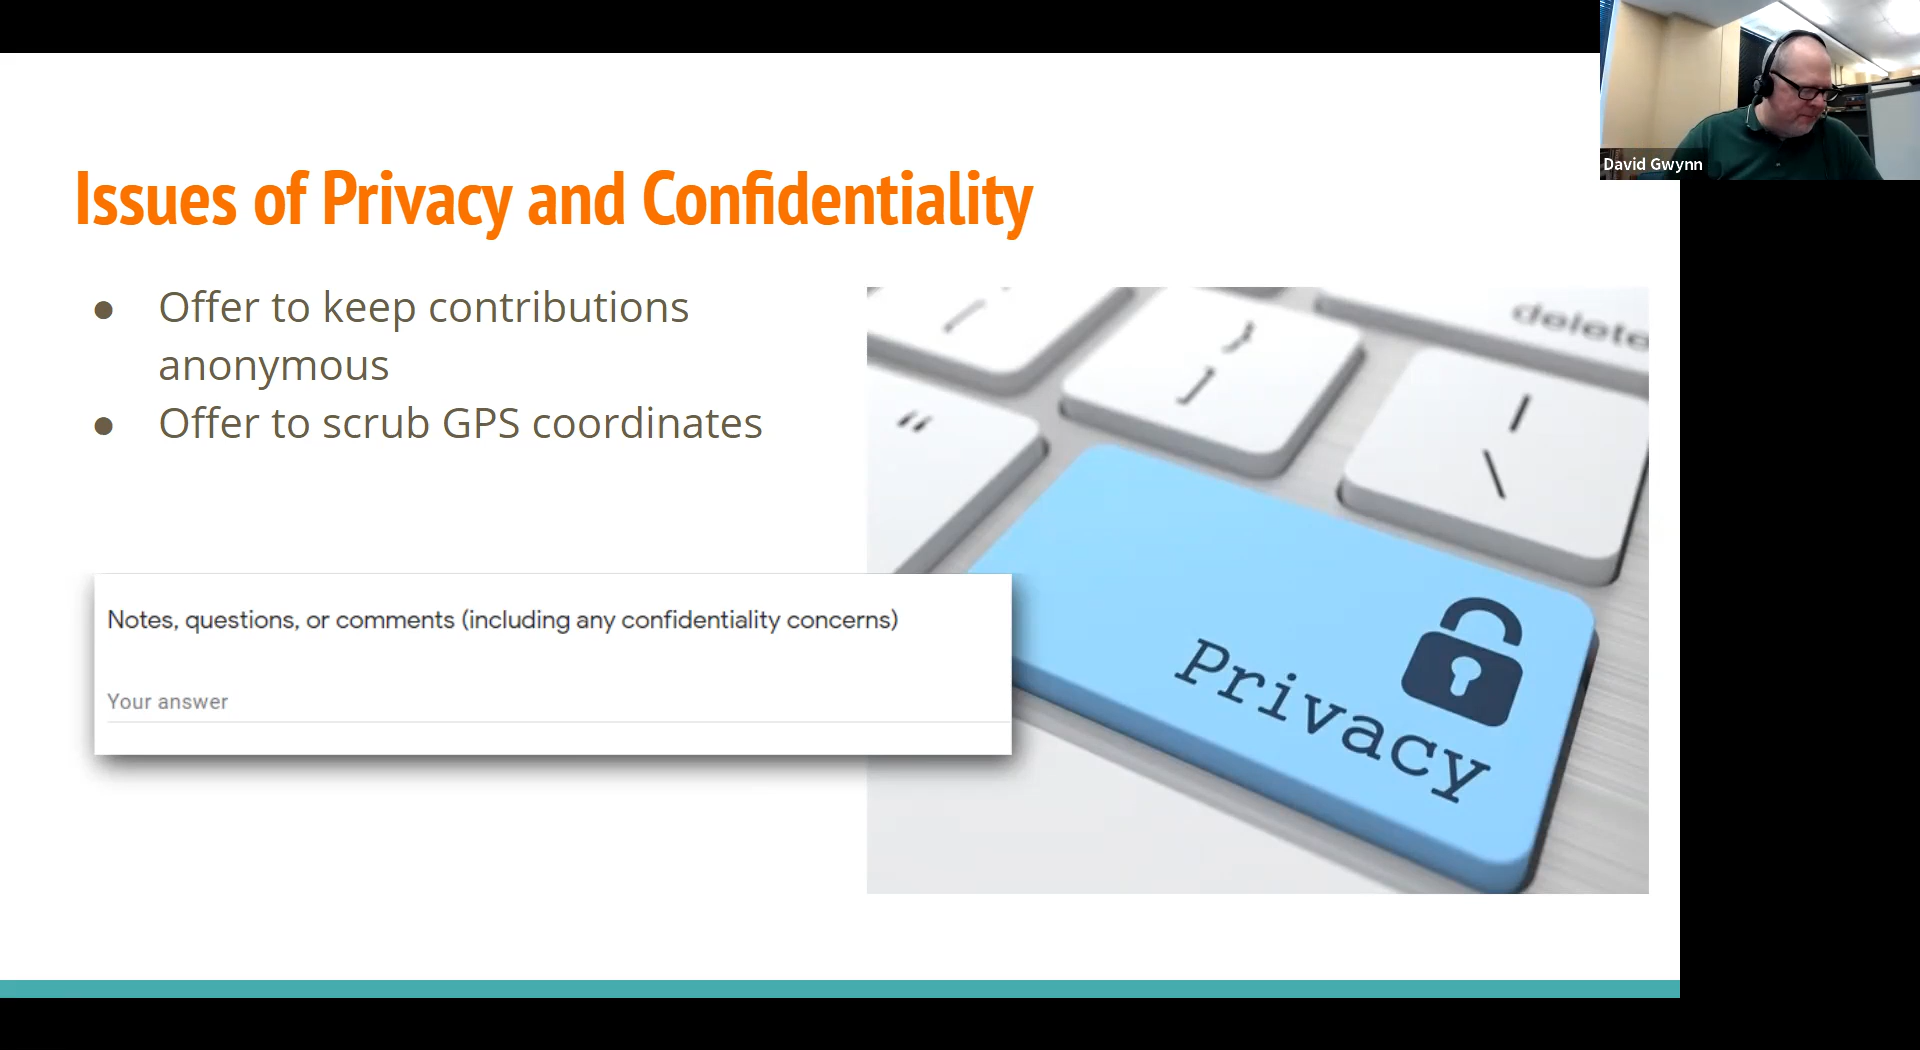 David Gwynn
Issues of Privacy and Confidentiality
● Offer to keep contributions
anonymous
● Offer to scrub GPS coordinates
delete
}
]
"
|
\
Notes, questions, or comments (including any confidentiality concerns)
Your answer
Privacy